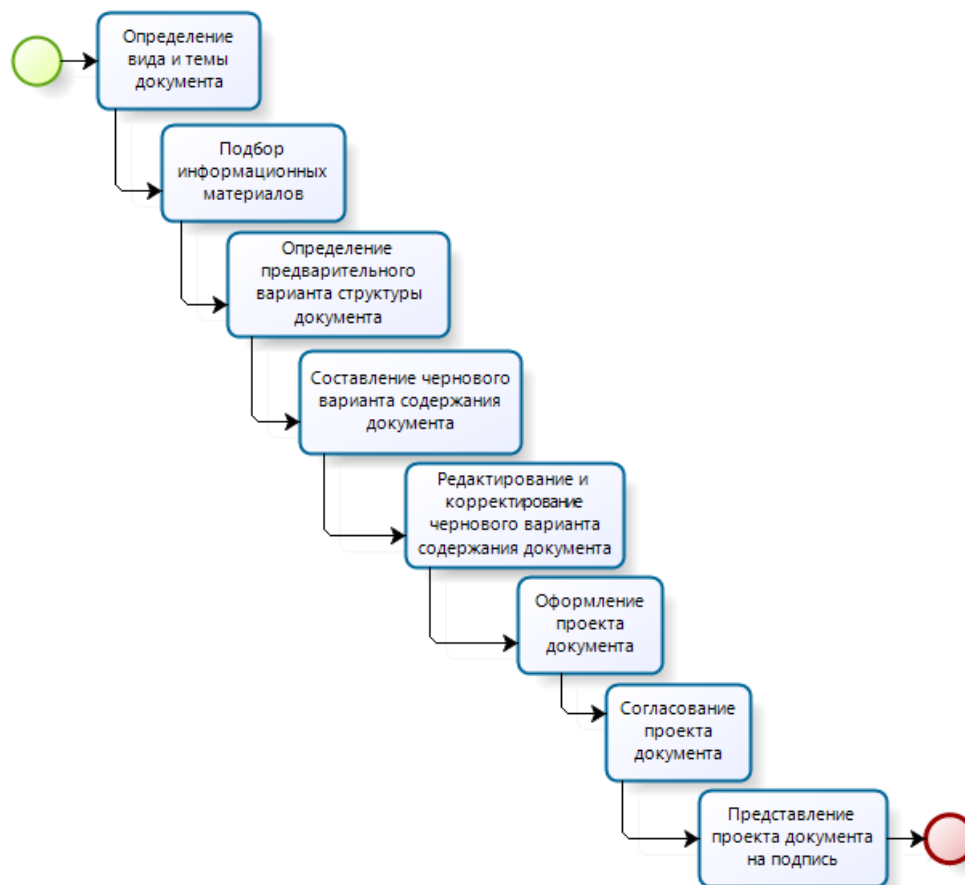 Определение
вида и темы
документа
Подбор
информационных
материалов
Определение
предварительного
варианта структуры
документа
Составление чернового
варианта содержания
документа
Редактирование и
корректирование
чернового варианта
содержания документа
Оформление
проекта
документа
Согласование
проекта
документа
Представление
проекта документа
на подпись